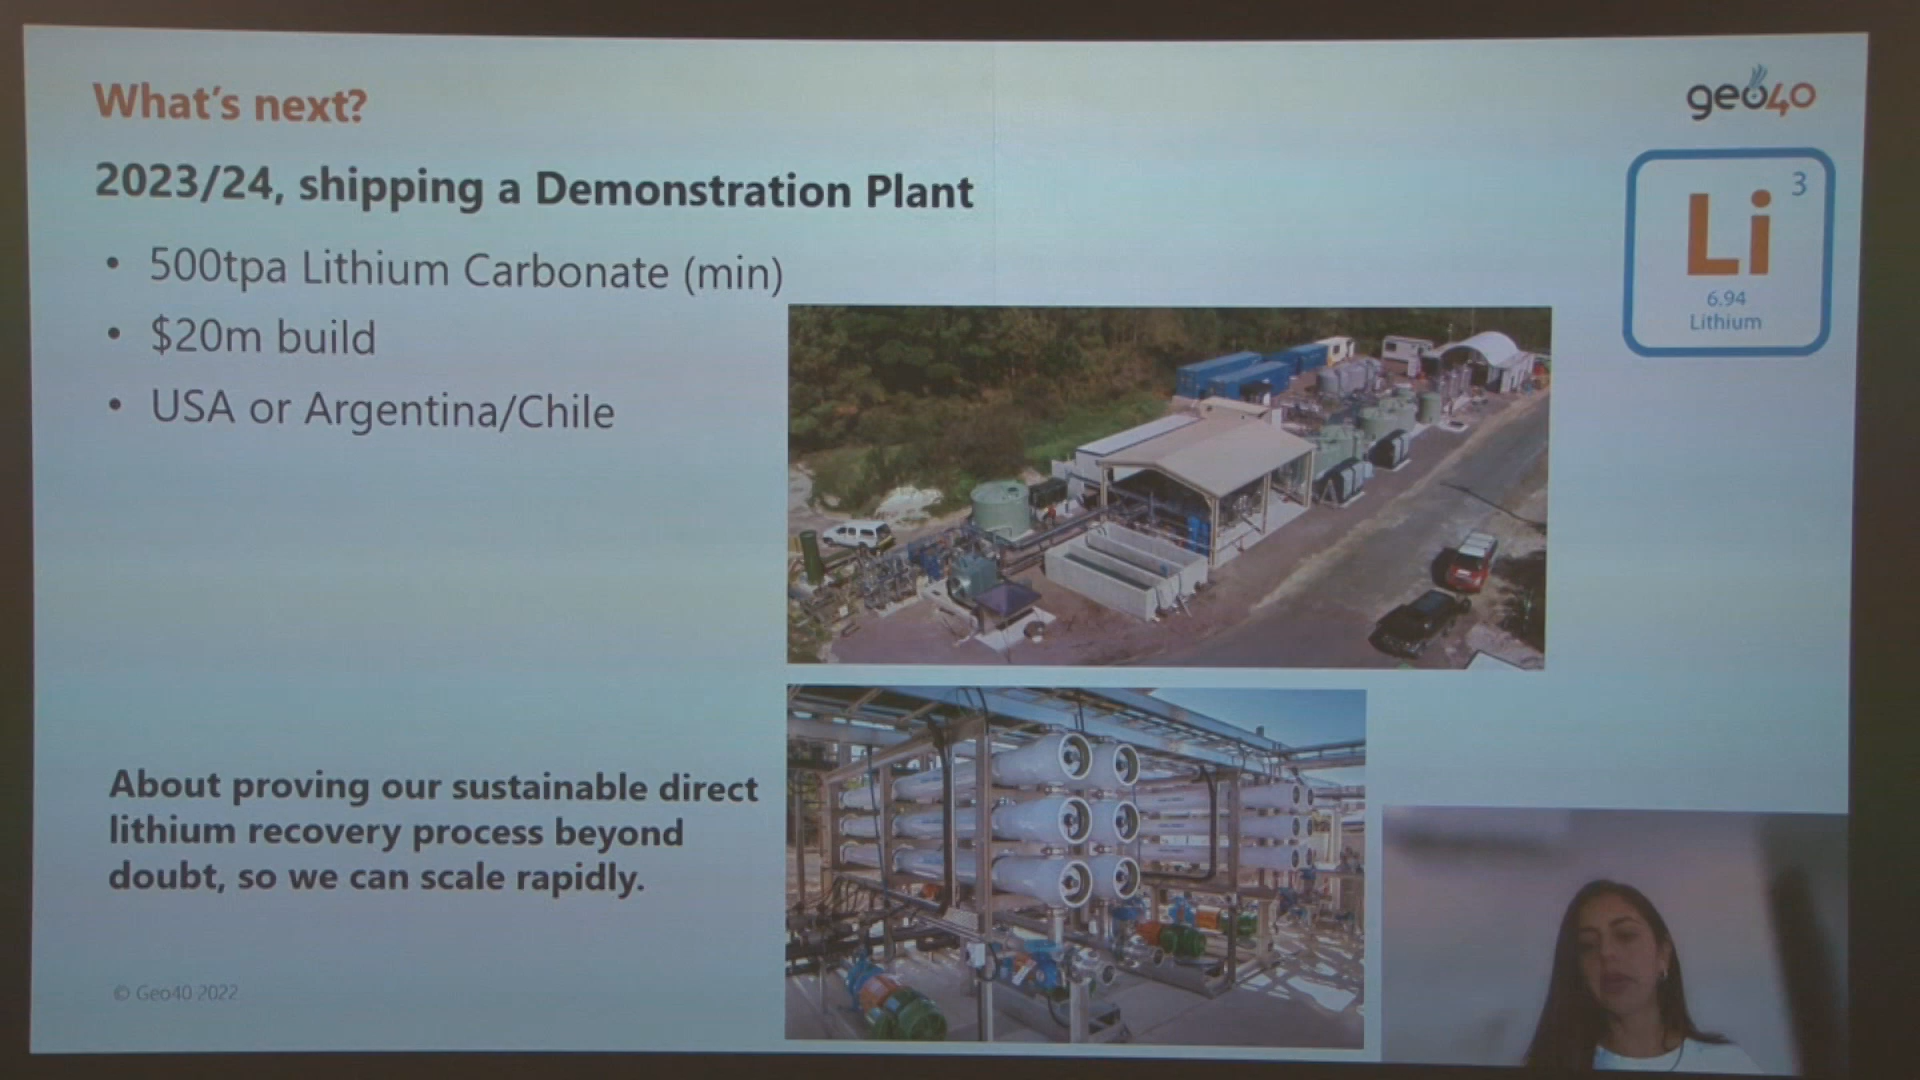 What's next?
geo40
2023/24, shipping a Demonstration Plant
3
Li
6.94
Lithium
• 500tpa Lithium Carbonate (min)
• $20m build
• USA or Argentina/Chile
About proving our sustainable direct
lithium recovery process beyond
doubt, so we can scale rapidly.
© Geo40 2022